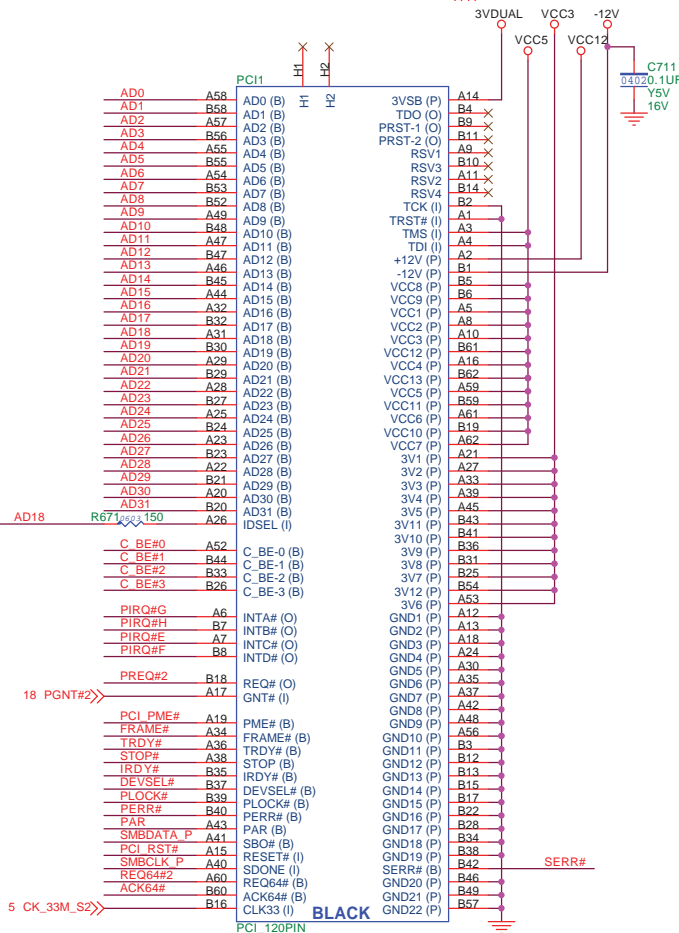 3VDUAL VCC3 -12V
VCC5 VCC12
C711
0402 0.1UF
Y5V
16V
H1 H2
H1 H2
PCI1
AD0 A58 AD0 (B) 3VSB (P) A14
AD1 B58 AD1 (B) TDO (O) B4
AD2 A57 AD2 (B) PRST-1 (O) B9
AD3 B56 AD3 (B) PRST-2 (O) B11
AD4 A55 AD4 (B) RSV1 A9
AD5 B55 AD5 (B) RSV3 B10
AD6 A54 AD6 (B) RSV2 A11
AD7 B53 AD7 (B) RSV4 B14
AD8 B52 AD8 (B) TCK (I) B2
AD9 A49 AD9 (B) TRST# (I) A1
AD10 B48 AD10 (B) TMS (I) A3
AD11 A47 AD11 (B) TDI (I) A4
AD12 B47 AD12 (B) +12V (P) A2
AD13 A46 AD13 (B) -12V (P) B1
AD14 B45 AD14 (B) VCC8 (P) B5
AD15 A44 AD15 (B) VCC9 (P) B6
AD16 A32 AD16 (B) VCC1 (P) A5
AD17 B32 AD17 (B) VCC2 (P) A8
AD18 A31 AD18 (B) VCC3 (P) A10
AD19 B30 AD19 (B) VCC12 (P) B61
AD20 A29 AD20 (B) VCC4 (P) A16
AD21 B29 AD21 (B) VCC13 (P) B62
AD22 A28 AD22 (B) VCC5 (P) A59
AD23 B27 AD23 (B) VCC11 (P) B59
AD24 A25 AD24 (B) VCC6 (P) A61
AD25 B24 AD25 (B) VCC10 (P) B19
AD26 A23 AD26 (B) VCC7 (P) A62
AD27 B23 AD27 (B) 3V1 (P) A21
AD28 A22 AD28 (B) 3V2 (P) A27
AD29 B21 AD29 (B) 3V3 (P) A33
AD30 A20 AD30 (B) 3V4 (P) A39
AD31 B20 AD31 (B) 3V5 (P) A45
AD18 R671 0603 150 A26 IDSEL (I) 3V11 (P) B43
3V10 (P) B41
C_BE#0 A52 C_BE-0 (B) 3V9 (P) B36
C_BE#1 B44 C_BE-1 (B) 3V8 (P) B31
C_BE#2 B33 C_BE-2 (B) 3V7 (P) B25
C_BE#3 B26 C_BE-3 (B) 3V12 (P) B54
3V6 (P) A53
PIRQ#G A6 INTA# (O) GND1 (P) A12
PIRQ#H B7 INTB# (O) GND2 (P) A13
PIRQ#E A7 INTC# (O) GND3 (P) A18
PIRQ#F B8 INTD# (O) GND4 (P) A24
GND5 (P) A30
PREQ#2 B18 REQ# (O) GND6 (P) A35
18 PGNT#2 A17 GNT# (I) GND7 (P) A37
GND8 (P) A42
PCI_PME# A19 PME# (B) GND9 (P) A48
FRAME# A34 FRAME# (B) GND10 (P) A56
TRDY# A36 TRDY# (B) GND11 (P) B3
STOP# A38 STOP (B) GND12 (P) B12
IRDY# B35 IRDY# (B) GND13 (P) B13
DEVSEL# B37 DEVSEL# (B) GND14 (P) B15
PLOCK# B39 PLOCK# (B) GND15 (P) B17
PERR# B40 PERR# (B) GND16 (P) B22
PAR A43 PAR (B) GND17 (P) B28
SMBDATA_P A41 SBO# (B) GND18 (P) B34
PCI_RST# A15 RESET# (I) GND19 (P) B38
SMBCLK_P A40 SDONE (I) SERR# (B) B42 SERR#
REQ64#2 A60 REQ64# (B) GND20 (P) B46
ACK64# B60 ACK64# (B) GND21 (P) B49
5 CK_33M_S2 B16 CLK33 (I) GND22 (P) B57
BLACK
PCI_120PIN